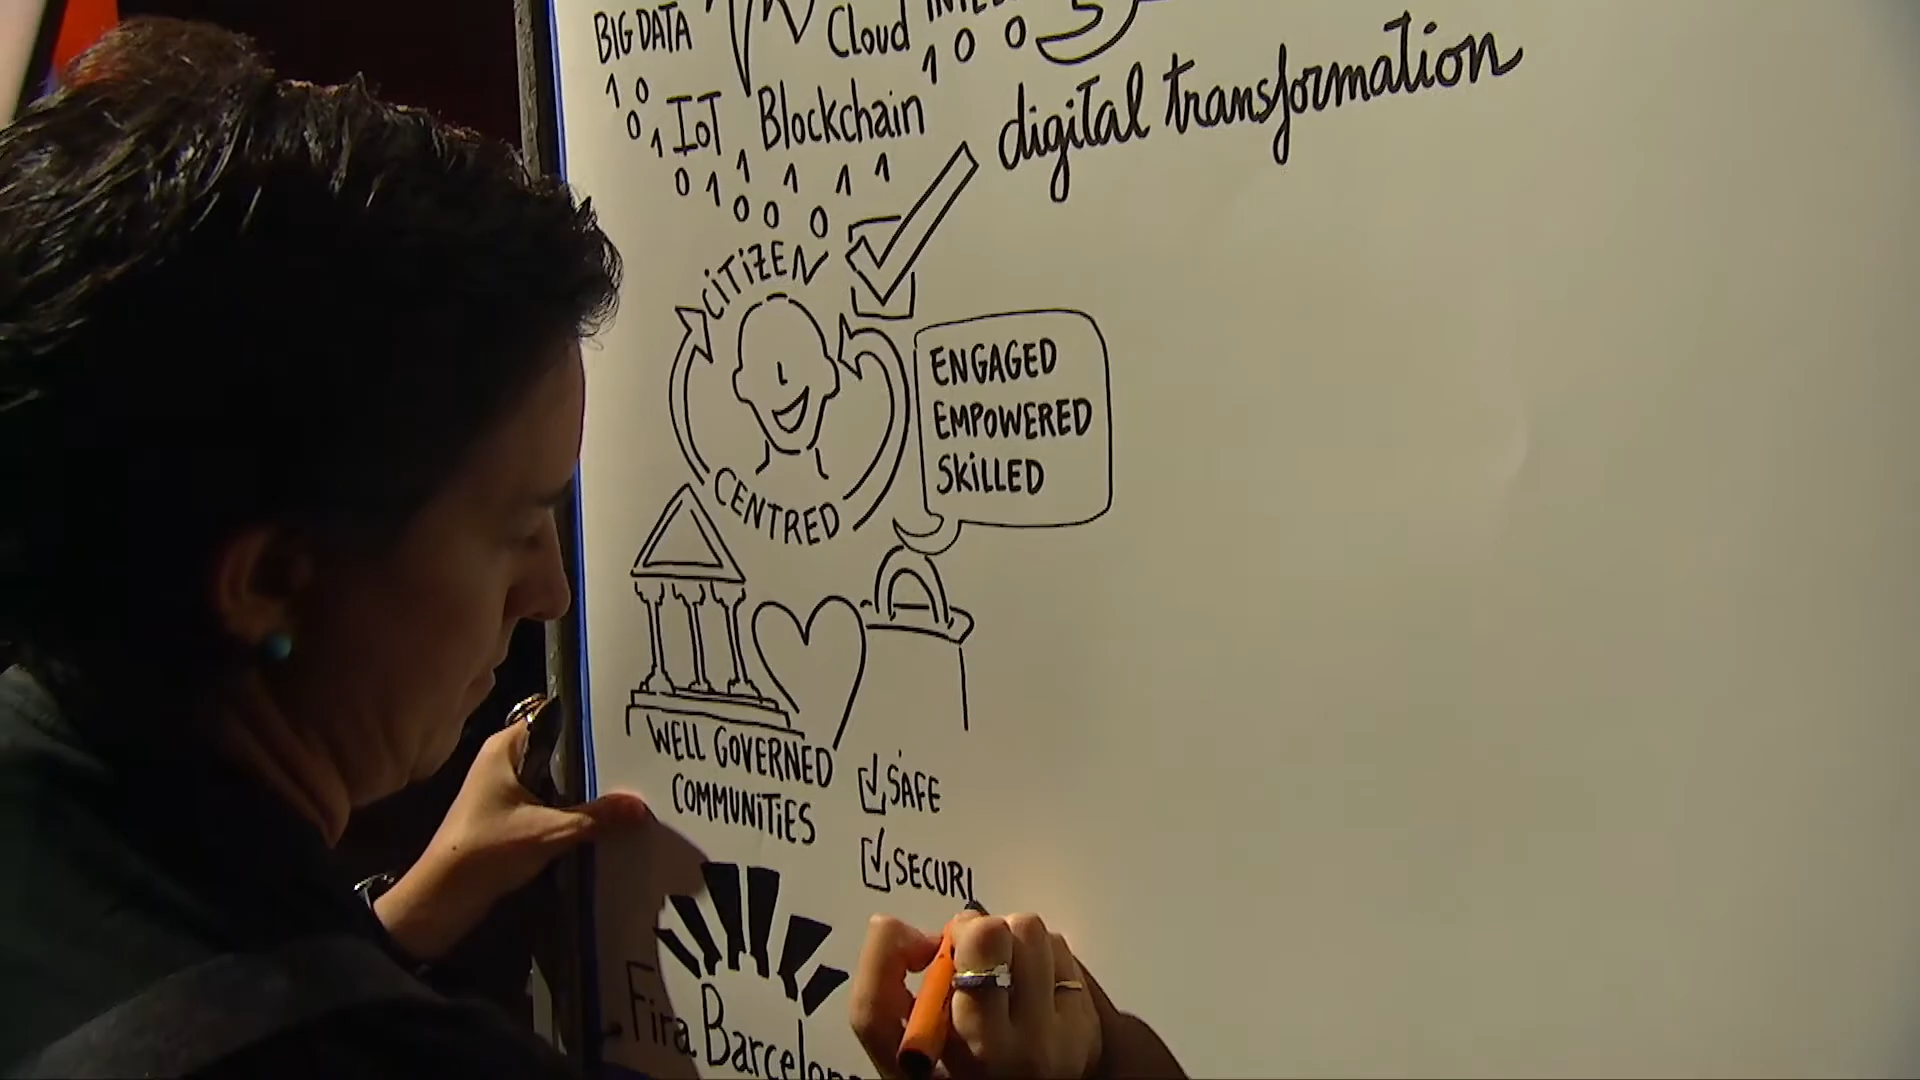 BIG DATA
Cloud
1 0 0
1 0
IoT Blockchain
0 1
digital transformation
0 1 1 1 1 1
0 0 0
CITIZEN
ENGAGED
EMPOWERED
SKILLED
CENTRED
WELL GOVERNED
COMMUNITIES
SAFE
SECURI
Fira Barcelon